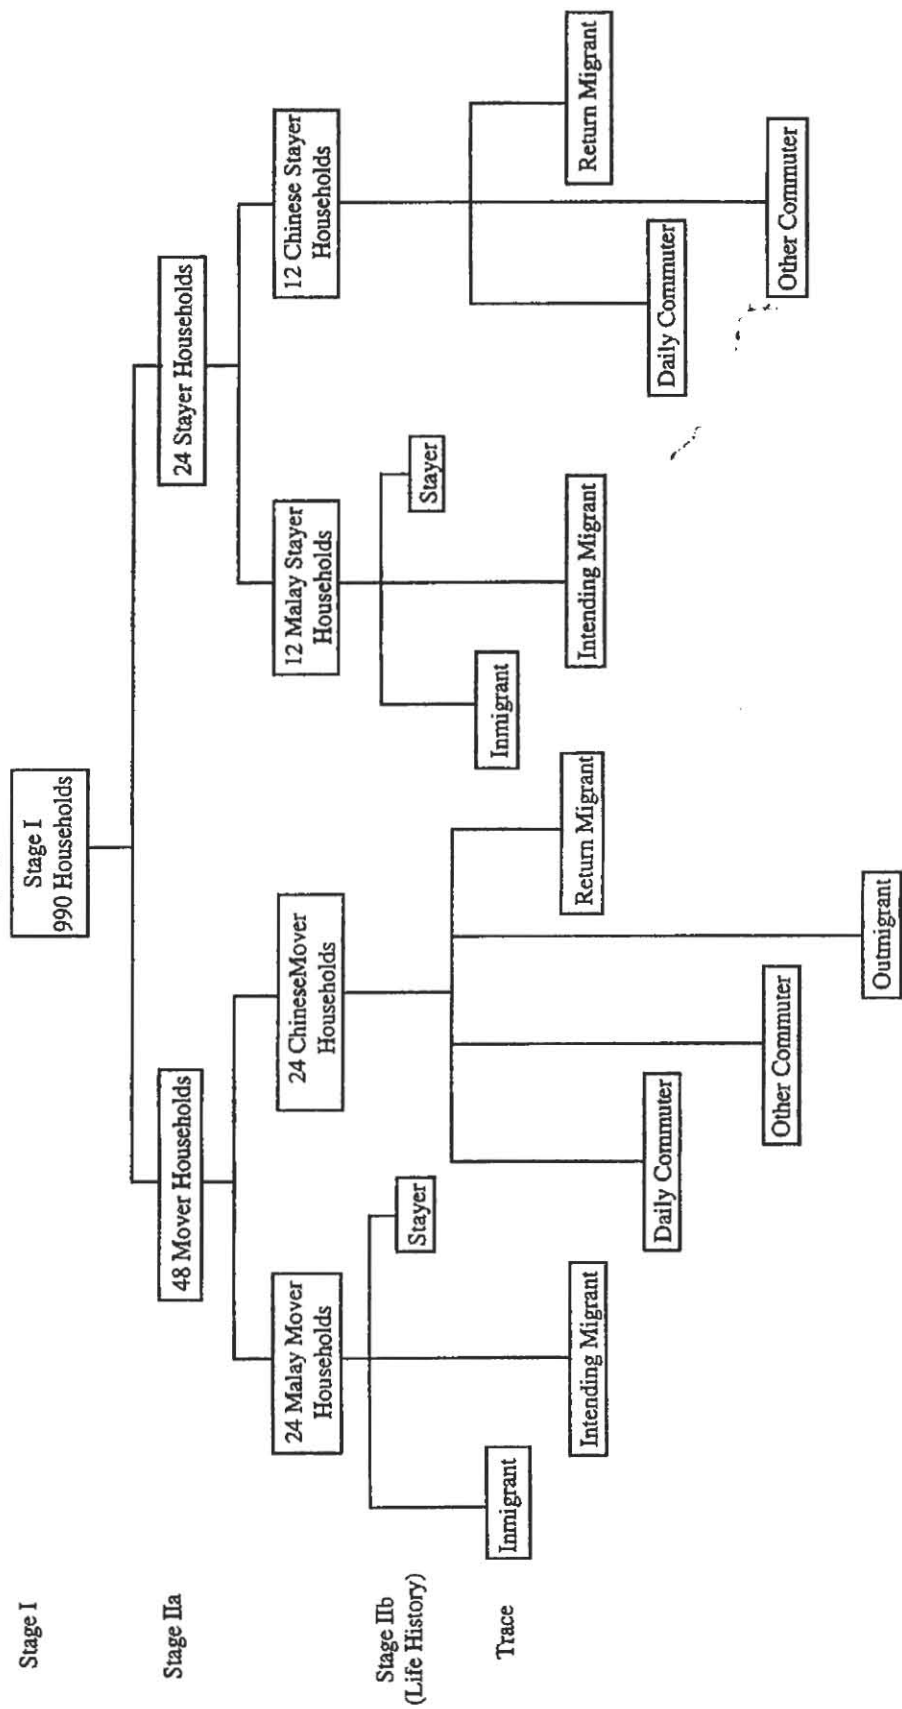 Stage I
Stage I
990 Households
Stage IIa
48 Mover Households
24 Stayer Households
24 Malay Mover
Households
24 ChineseMover
Households
12 Malay Stayer
Households
12 Chinese Stayer
Households
Stage IIb
(Life History)
Stayer
Stayer
Trace
Inmigrant
Inmigrant
Intending Migrant
Return Migrant
Intending Migrant
Return Migrant
Daily Commuter
Daily Commuter
Other Commuter
Other Commuter
Outmigrant